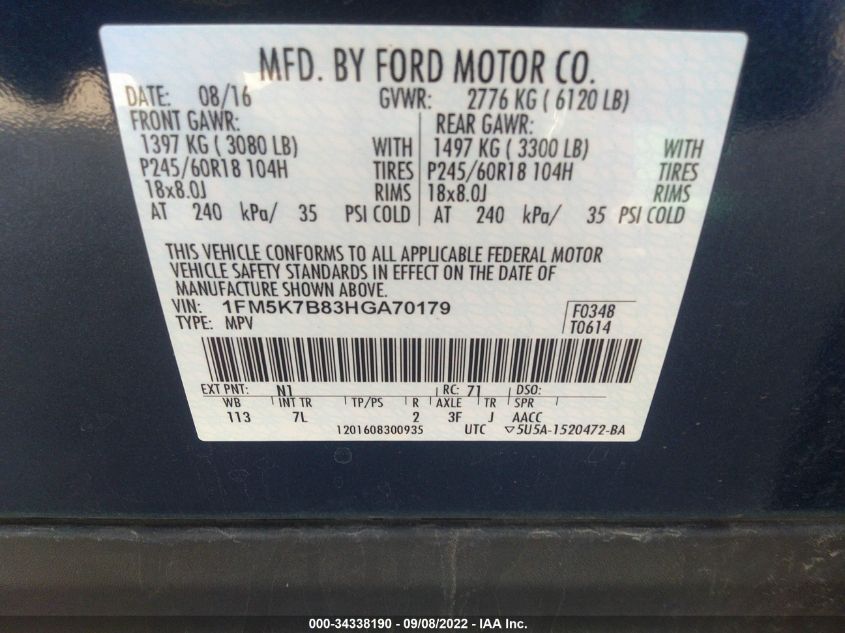 MFD. BY FORD MOTOR CO.
DATE: 08/16 GVWR: 2776 KG ( 6120 LB)
FRONT GAWR: REAR GAWR:
1397 KG ( 3080 LB) WITH 1497 KG ( 3300 LB) WITH
P245/60R18 104H TIRES P245/60R18 104H TIRES
18x8.0J RIMS 18x8.0J RIMS
AT 240 kPa/ 35 PSI COLD AT 240 kPa/ 35 PSI COLD
THIS VEHICLE CONFORMS TO ALL APPLICABLE FEDERAL MOTOR
VEHICLE SAFETY STANDARDS IN EFFECT ON THE DATE OF
MANUFACTURE SHOWN ABOVE.
VIN: 1FM5K7B83HGA70179 F0348
TYPE: MPV T0614
EXT PNT: N1 RC: 71 DSO:
WB INT TR TP/PS R AXLE TR SPR
113 7L 2 3F J AACC
1201608300935 UTC ▽5U5A-1520472-BA
000-34338190 - 09/08/2022 - IAA Inc.